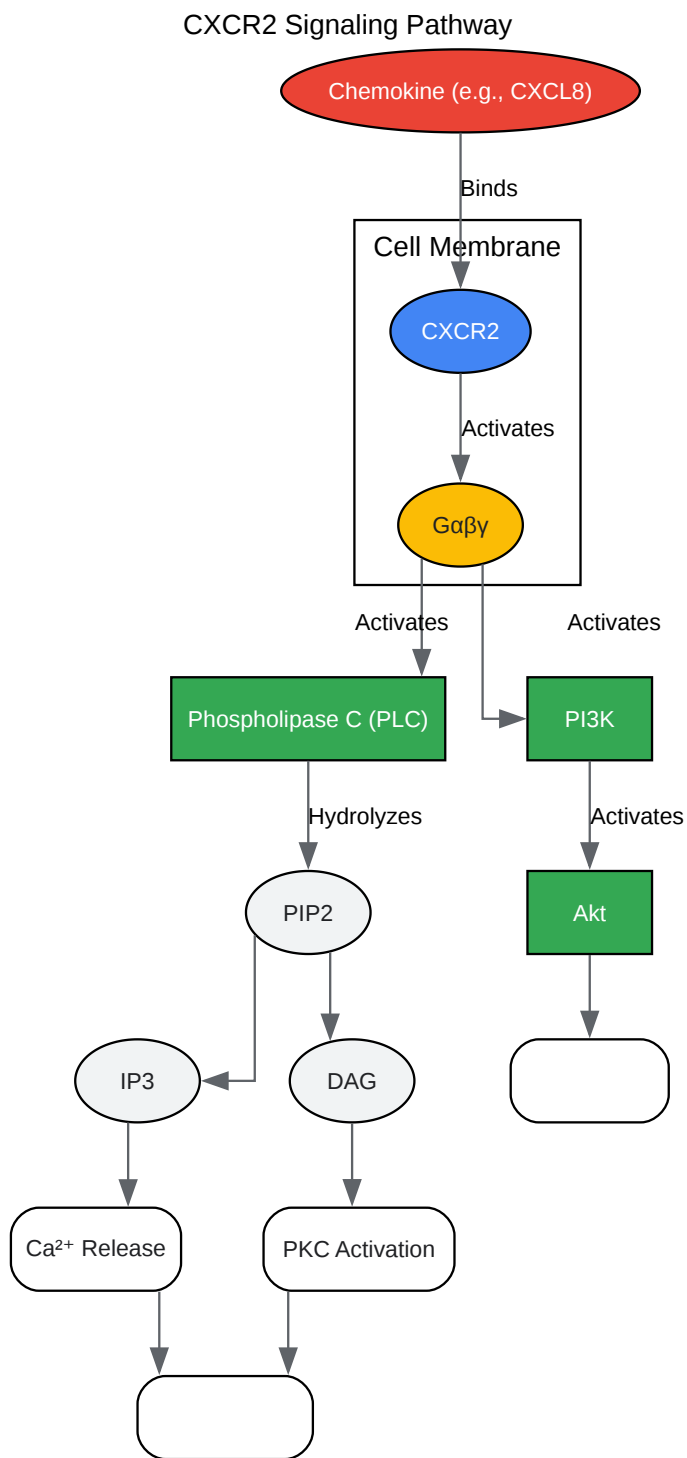 CXCR2 Signaling Pathway
Chemokine (e.g., CXCL8)
Binds
Cell Membrane
CXCR2
Activates
Gαβγ
Activates
Activates
Phospholipase C (PLC)
PI3K
Hydrolyzes
Activates
PIP2
Akt
IP3
DAG
Ca²⁺ Release
PKC Activation